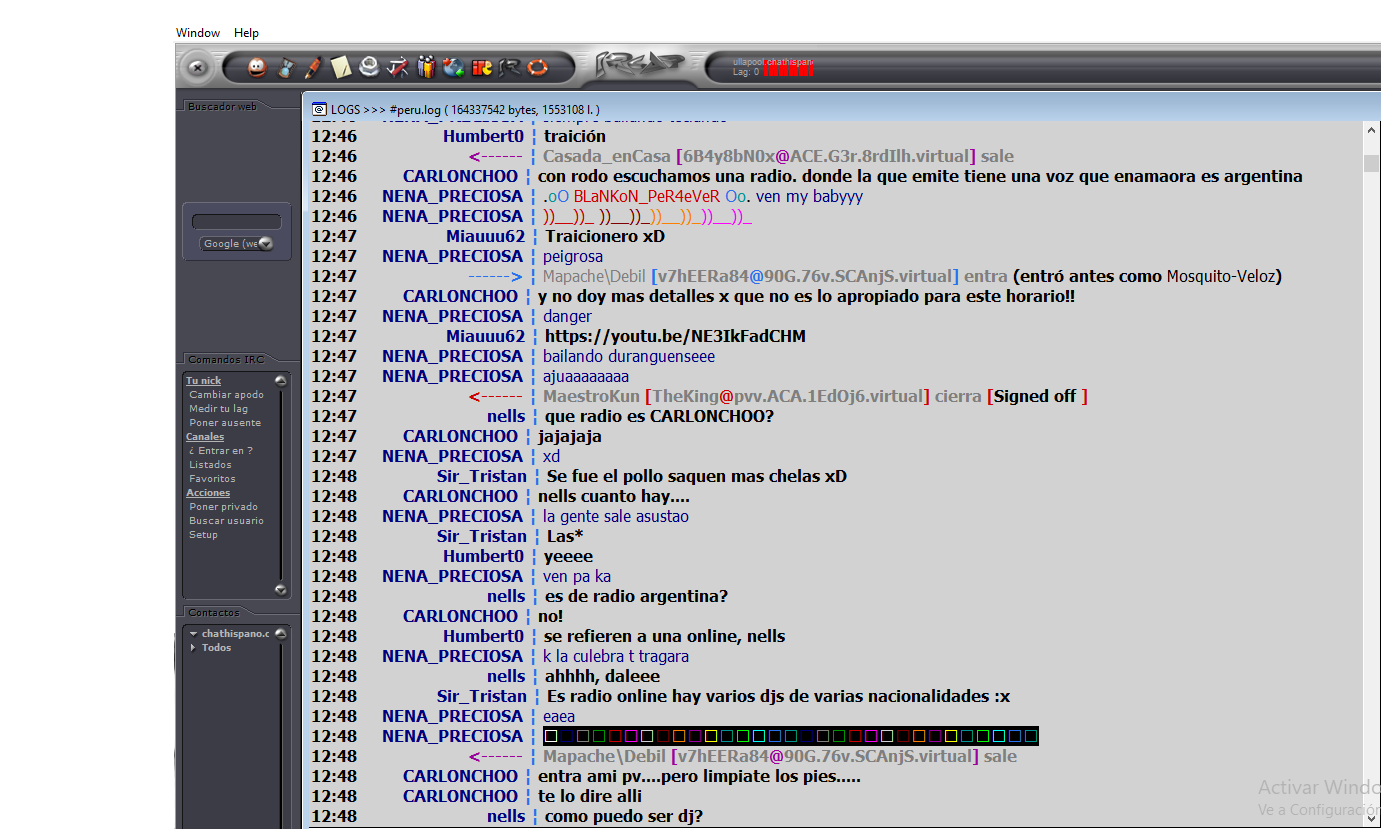 Window Help
IRcap
ullapool.chathispano
Lag: 0
Buscador web
LOGS >>> #peru.log ( 164337542 bytes, 1553108 l. )
12:46 Humbert0 ¦ traición
12:46 <------ ¦ Casada_enCasa [6B4y8bN0x@ACE.G3r.8rdIlh.virtual] sale
12:46 CARLONCHOO ¦ con rodo escuchamos una radio. donde la que emite tiene una voz que enamaora es argentina
12:46 NENA_PRECIOSA ¦ .oO BLaNKoN_PeR4eVeR Oo. ven my babyyy
12:46 NENA_PRECIOSA ¦ ))__))_ ))__))_))__))_))__))_
12:47 Miauuu62 ¦ Traicionero xD
12:47 NENA_PRECIOSA ¦ peigrosa
12:47 ------> ¦ Mapache\Debil [v7hEERa84@90G.76v.SCAnjS.virtual] entra (entró antes como Mosquito-Veloz)
12:47 CARLONCHOO ¦ y no doy mas detalles x que no es lo apropiado para este horario!!
12:47 NENA_PRECIOSA ¦ danger
12:47 Miauuu62 ¦ https://youtu.be/NE3IkFadCHM
12:47 NENA_PRECIOSA ¦ bailando duranguenseee
12:47 NENA_PRECIOSA ¦ ajuaaaaaaaa
12:47 <------ ¦ MaestroKun [TheKing@pvv.ACA.1EdOj6.virtual] cierra [Signed off ]
12:47 nells ¦ que radio es CARLONCHOO?
12:47 CARLONCHOO ¦ jajajaja
12:47 NENA_PRECIOSA ¦ xd
12:48 Sir_Tristan ¦ Se fue el pollo saquen mas chelas xD
12:48 CARLONCHOO ¦ nells cuanto hay....
12:48 NENA_PRECIOSA ¦ la gente sale asustao
12:48 Sir_Tristan ¦ Las*
12:48 Humbert0 ¦ yeeee
12:48 NENA_PRECIOSA ¦ ven pa ka
12:48 nells ¦ es de radio argentina?
12:48 CARLONCHOO ¦ no!
12:48 Humbert0 ¦ se refieren a una online, nells
12:48 NENA_PRECIOSA ¦ k la culebra t tragara
12:48 nells ¦ ahhhh, daleee
12:48 Sir_Tristan ¦ Es radio online hay varios djs de varias nacionalidades :x
12:48 NENA_PRECIOSA ¦ eaea
12:48 NENA_PRECIOSA ¦
12:48 <------ ¦ Mapache\Debil [v7hEERa84@90G.76v.SCAnjS.virtual] sale
12:48 CARLONCHOO ¦ entra ami pv....pero limpiate los pies.....
12:48 CARLONCHOO ¦ te lo dire alli
12:48 nells ¦ como puedo ser dj?
Google (we
Comandos IRC
Tu nick
Cambiar apodo
Medir tu lag
Poner ausente
Canales
¿ Entrar en ?
Listados
Favoritos
Acciones
Poner privado
Buscar usuario
Setup
Contactos
chathispano.c
Todos
Activar Windo
Ve a Configuración